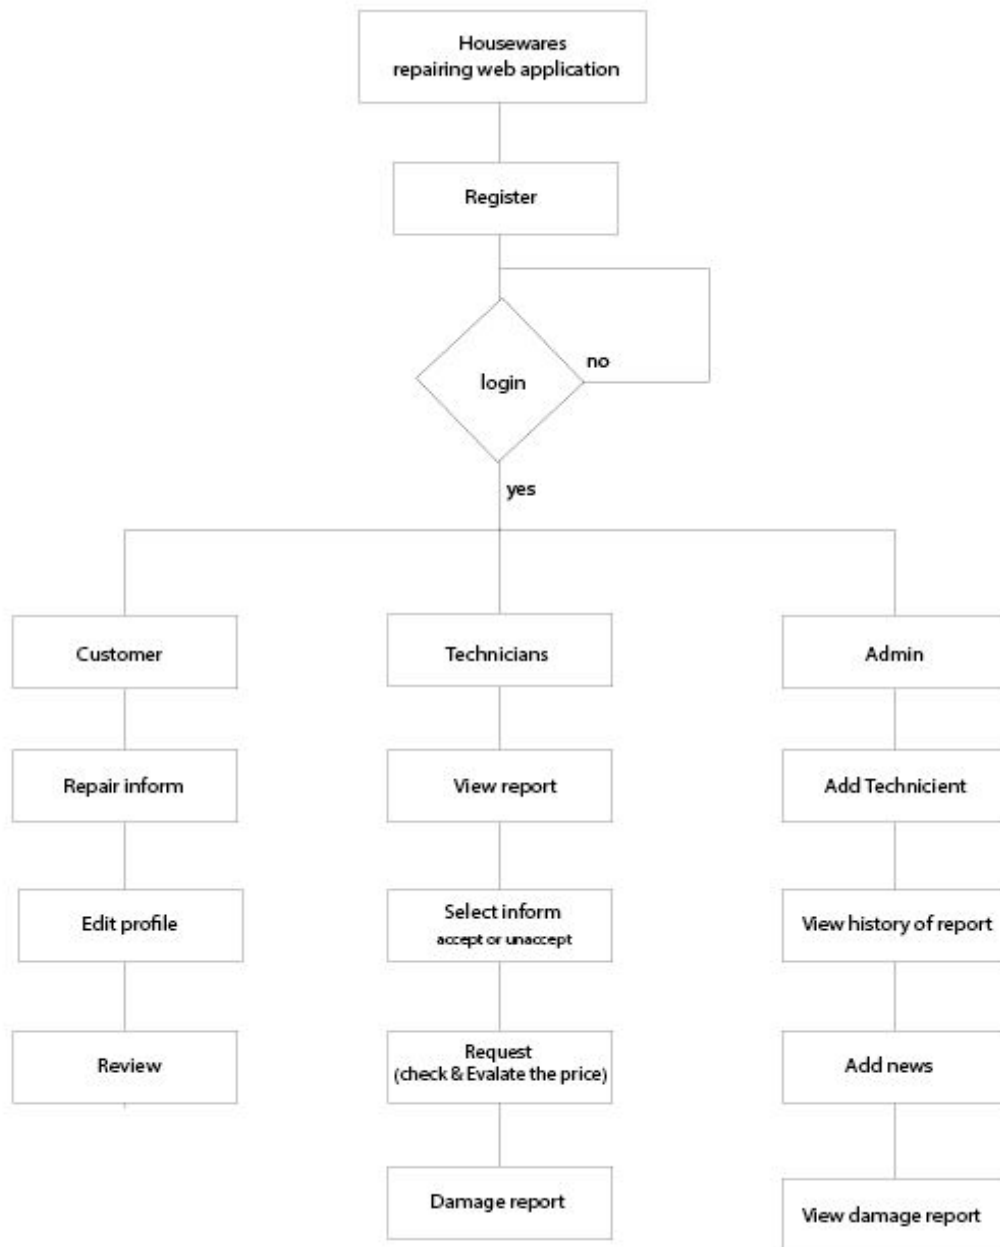 Housewares
repairing web application
Register
login
no
yes
Customer
Technicians
Admin
Repair inform
View report
Add Technicient
Edit profile
Select inform
accept or unaccept
View history of report
Review
Request
(check & Evalate the price)
Add news
Damage report
View damage report